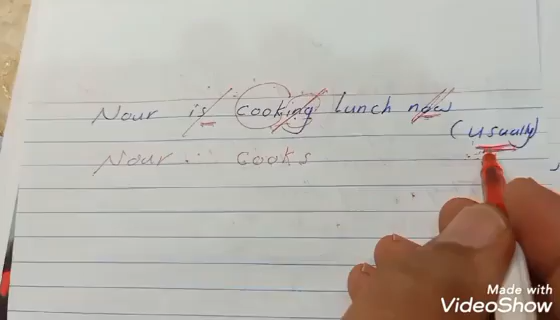 Nour is cooking lunch now
(usually)
Nour ... Cooks
Made with
VideoShow